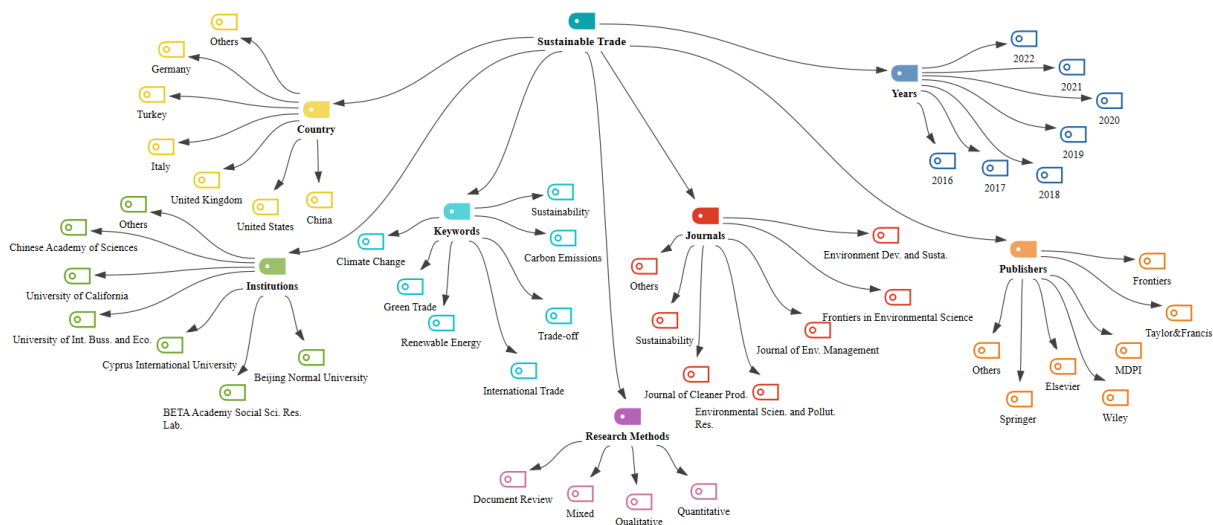 Sustainable Trade
Others
Germany
Turkey
Italy
United Kingdom
United States
China
Country
Years
2022
2021
2020
2019
2018
2017
2016
Others
Chinese Academy of Sciences
University of California
University of Int. Buss. and Eco.
Cyprus International University
BETA Academy Social Sci. Res.
Lab.
Beijing Normal University
Institutions
Keywords
Sustainability
Carbon Emissions
Climate Change
Green Trade
Renewable Energy
Trade-off
International Trade
Journals
Environment Dev. and Susta.
Others
Frontiers in Environmental Science
Sustainability
Journal of Env. Management
Journal of Cleaner Prod.
Environmental Scien. and Pollut.
Res.
Publishers
Frontiers
Taylor&Francis
MDPI
Others
Elsevier
Springer
Wiley
Research Methods
Document Review
Mixed
Qualitative
Quantitative